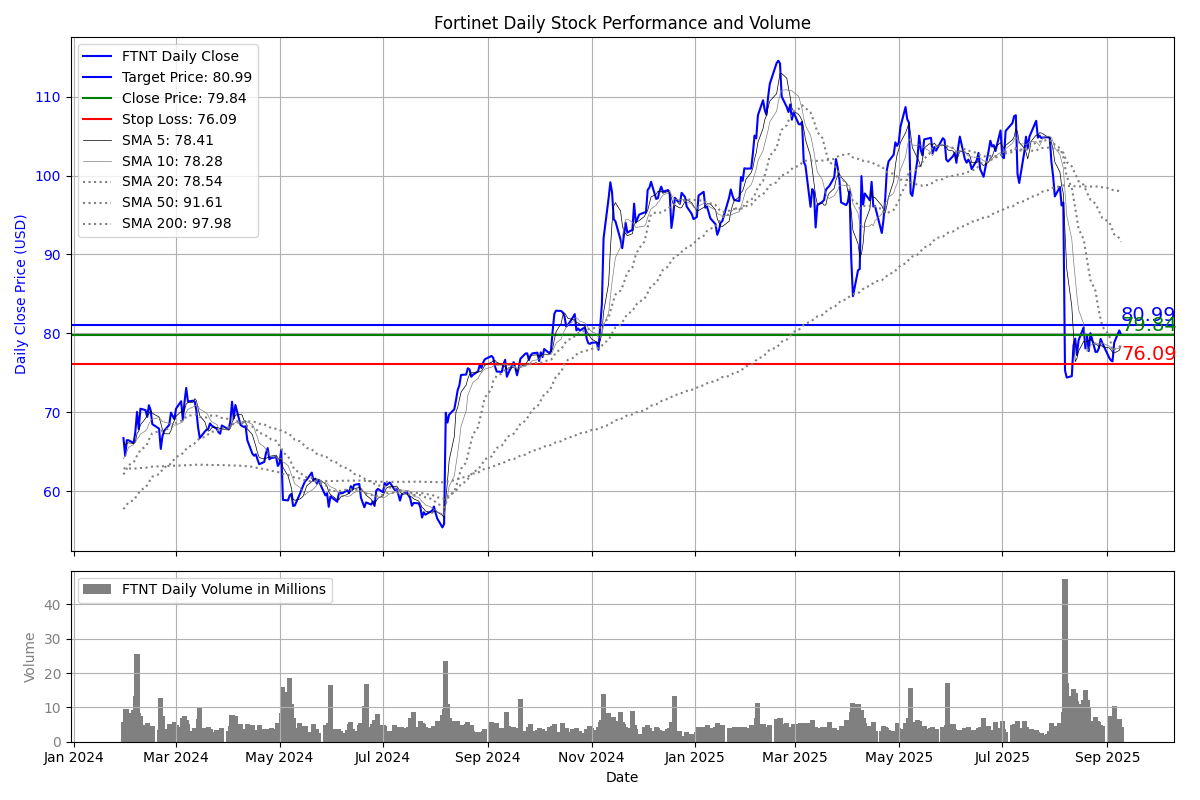 Fortinet Daily Stock Performance and Volume
FTNT Daily Close
Target Price: 80.99
Close Price: 79.84
Stop Loss: 76.09
SMA 5: 78.41
SMA 10: 78.28
SMA 20: 78.54
SMA 50: 91.61
SMA 200: 97.98
Daily Close Price (USD)
110
100
90
80
70
60
80.99
79.84
76.09
FTNT Daily Volume in Millions
Volume
40
30
20
10
0
Jan 2024
Mar 2024
May 2024
Jul 2024
Sep 2024
Nov 2024
Jan 2025
Mar 2025
May 2025
Jul 2025
Sep 2025
Date